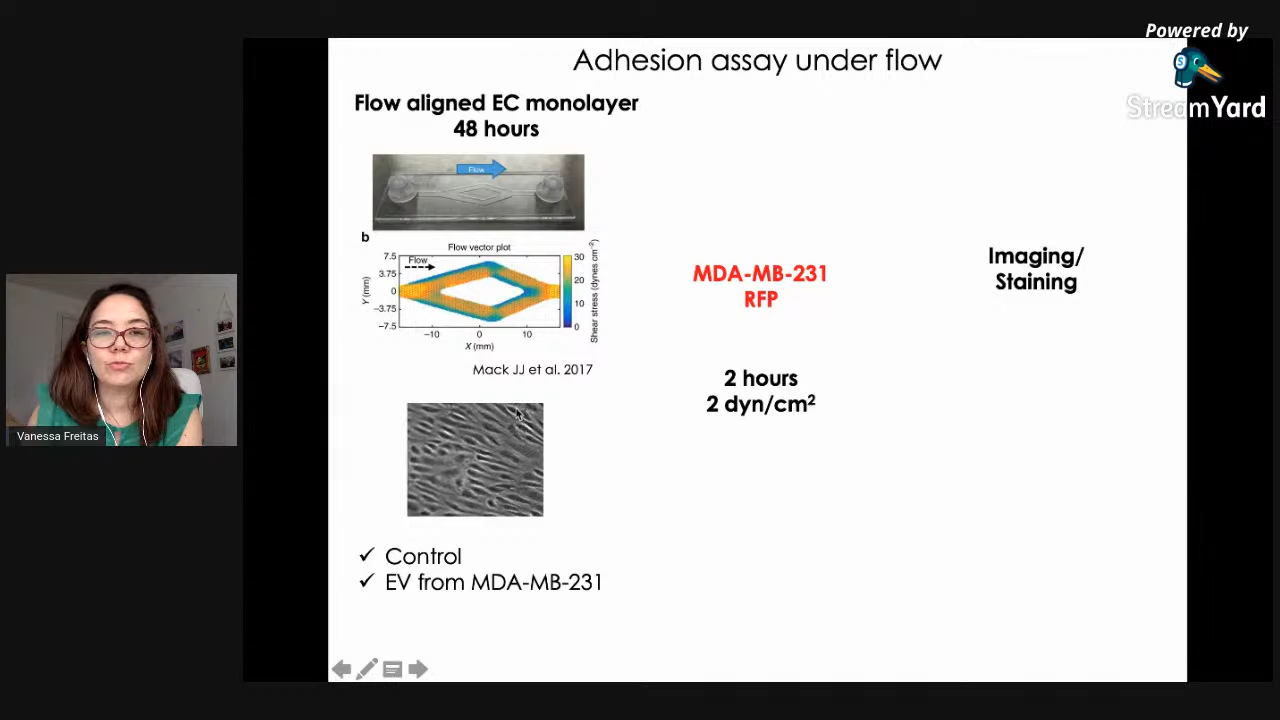 Powered by
StreamYard
Adhesion assay under flow
Flow aligned EC monolayer
48 hours
Flow
b
Flow vector plot
Flow
7.5
3.75
0
−3.75
−7.5
Y (mm)
−10
0
10
X (mm)
30
20
10
0
Shear stress (dynes cm⁻²)
Mack JJ et al. 2017
✓ Control
✓ EV from MDA-MB-231
MDA-MB-231
RFP
2 hours
2 dyn/cm²
Imaging/
Staining
Vanessa Freitas